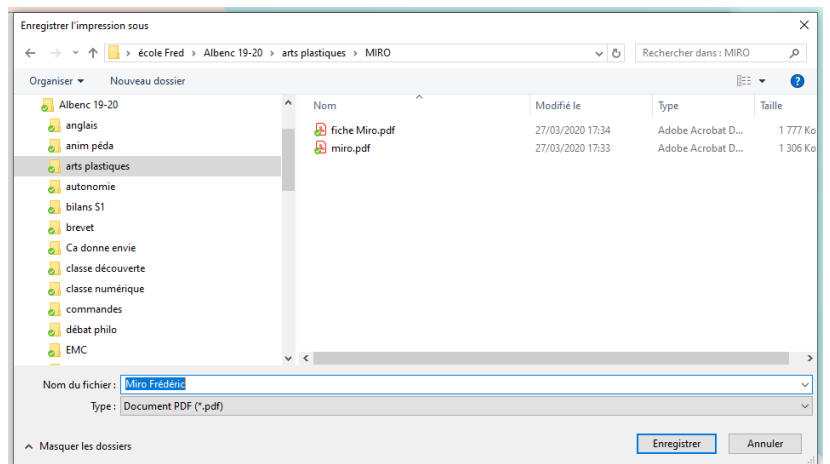 Enregistrer l'impression sous
école Fred > Albenc 19-20 > arts plastiques > MIRO
Rechercher dans : MIRO
Organiser
Nouveau dossier
Albenc 19-20
anglais
anim péda
arts plastiques
autonomie
bilans S1
brevet
Ca donne envie
classe découverte
classe numérique
commandes
débat philo
EMC
Nom Modifié le Type Taille
fiche Miro.pdf 27/03/2020 17:34 Adobe Acrobat D... 1 777 Ko
miro.pdf 27/03/2020 17:33 Adobe Acrobat D... 1 306 Ko
Nom du fichier : Miro Frédéric
Type : Document PDF (*.pdf)
Masquer les dossiers
Enregistrer
Annuler